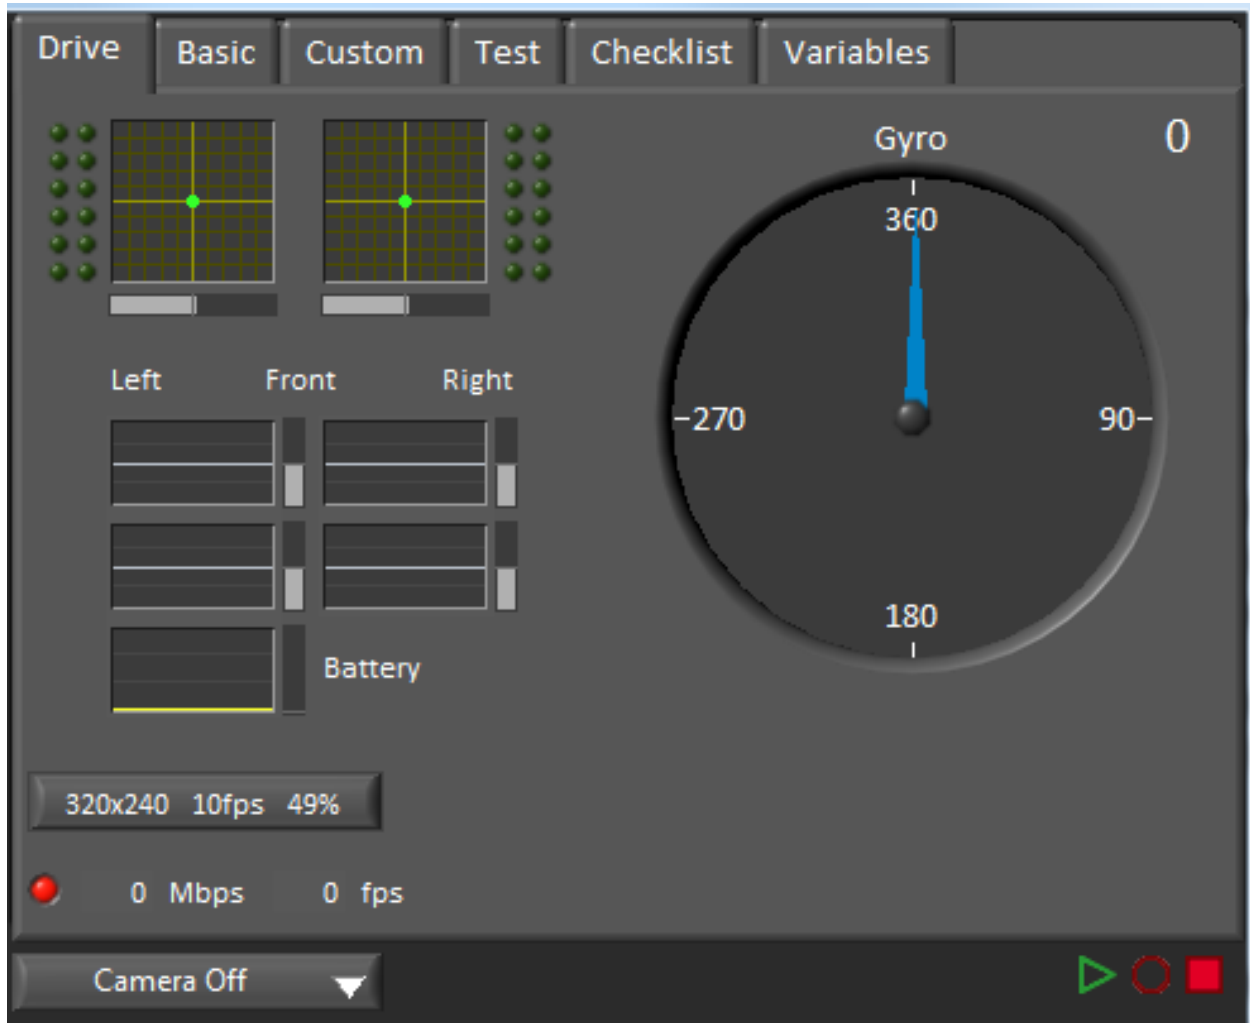 Drive Basic Custom Test Checklist Variables
Gyro 0
360
-270 90-
180
Left Front Right
Battery
320x240 10fps 49%
0 Mbps 0 fps
Camera Off